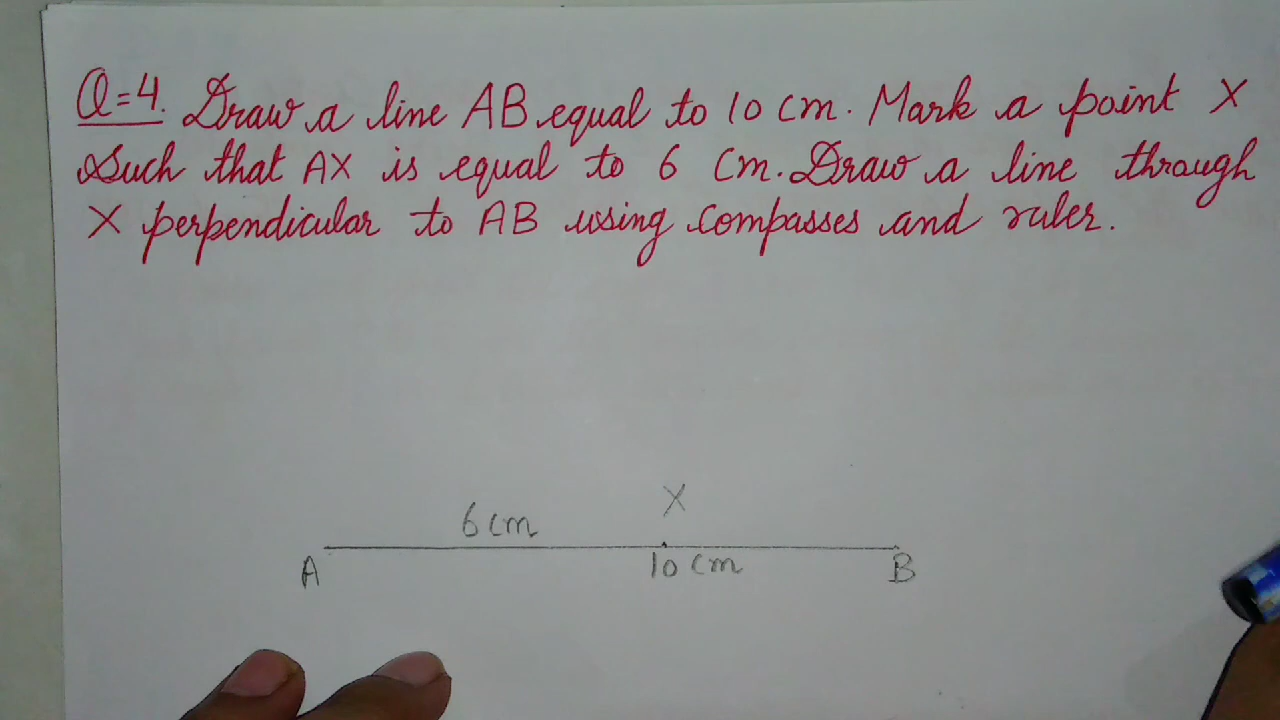 Q=4. Draw a line AB equal to 10 cm. Mark a point X
Such that AX is equal to 6 cm. Draw a line through
X perpendicular to AB using compasses and ruler.
X
6 cm
A 10 cm B